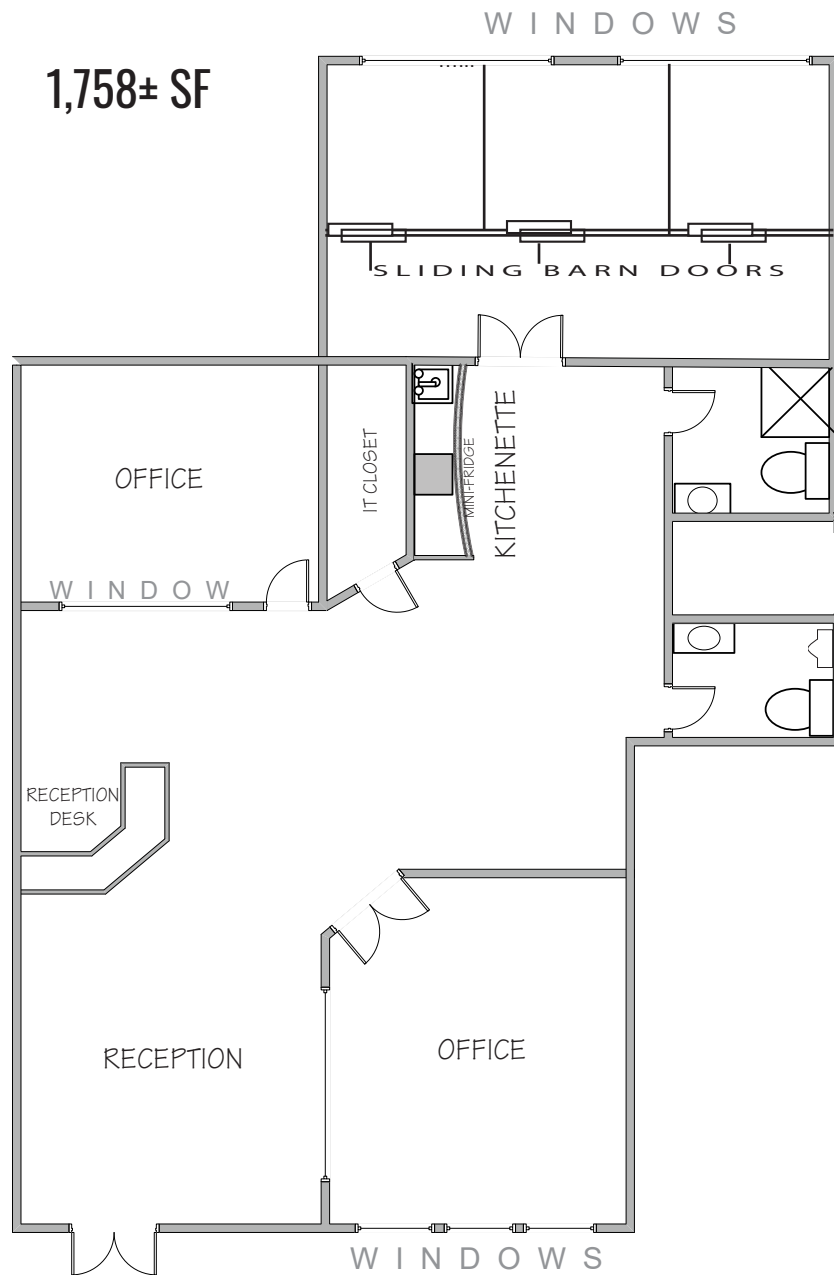 WINDOWS
1,758± SF
SLIDING BARN DOORS
OFFICE
IT CLOSET
MINI-FRIDGE
KITCHENETTE
WINDOW
RECEPTION
DESK
RECEPTION
OFFICE
WINDOWS